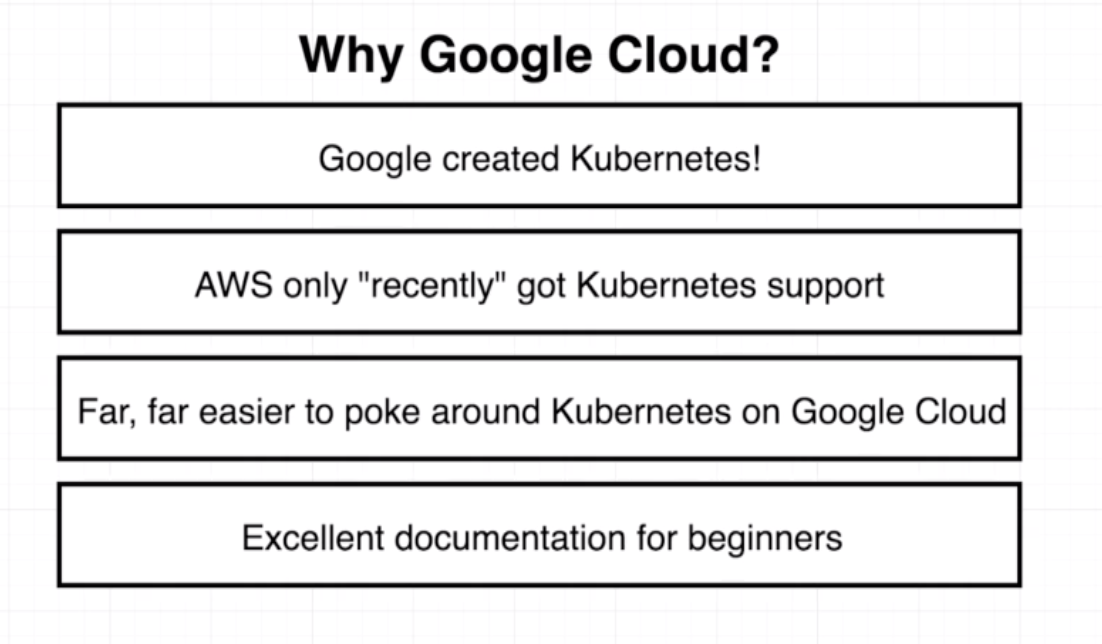 Why Google Cloud?
Google created Kubernetes!
AWS only "recently" got Kubernetes support
Far, far easier to poke around Kubernetes on Google Cloud
Excellent documentation for beginners